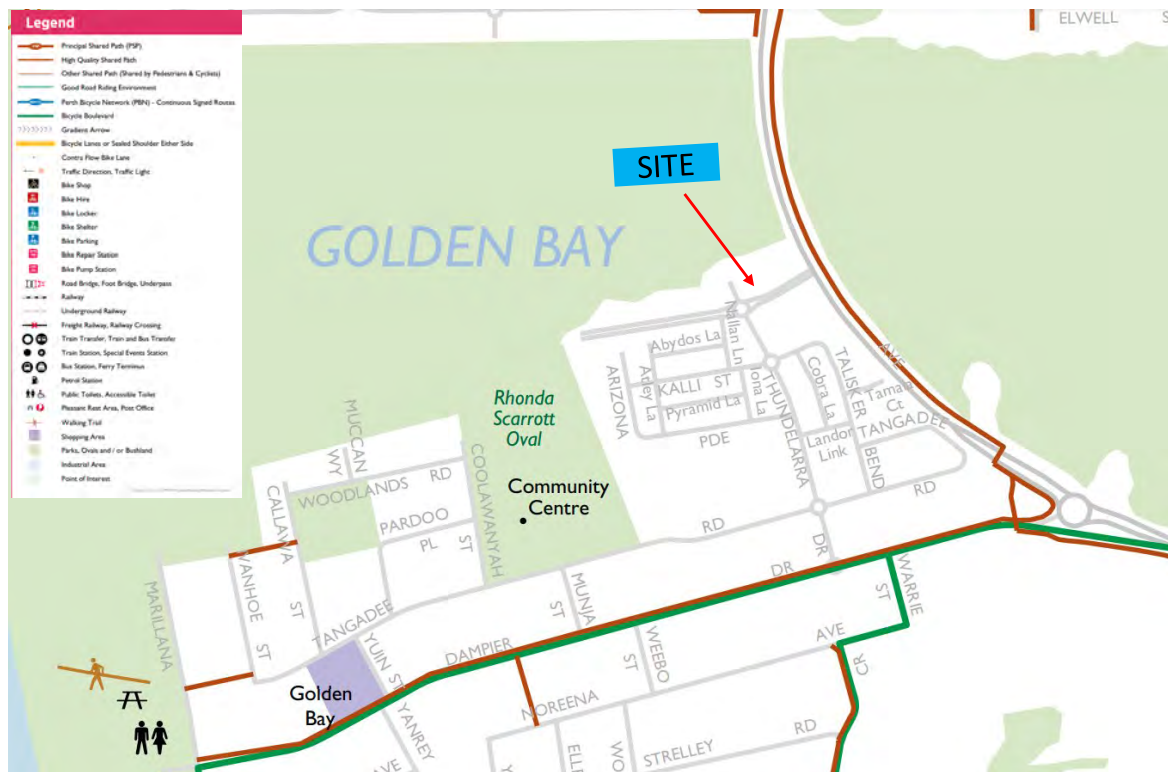 Legend
Principal Shared Path (PSP)
High Quality Shared Path
Other Shared Path (Shared by Pedestrians & Cyclists)
Good Road Riding Environment
Perth Bicycle Network (PBN) - Continuous Signed Routes
Bicycle Boulevard
Gradient Arrow
Bicycle Lanes or Sealed Shoulder Either Side
Contra Flow Bike Lane
Traffic Direction, Traffic Light
Bike Shop
Bike Hire
Bike Locker
Bike Shelter
Bike Parking
Bike Repair Station
Bike Pump Station
Road Bridge, Foot Bridge, Underpass
Railway
Underground Railway
Freight Railway, Railway Crossing
Train Transfer, Train and Bus Transfer
Train Station, Special Events Station
Bus Station, Ferry Terminus
Petrol Station
Public Toilets, Accessible Toilet
Pleasant Rest Area, Post Office
Walking Trail
Shopping Area
Parks, Ovals and / or Bushland
Industrial Area
Point of Interest
ELWELL S
SITE
GOLDEN BAY
AVE
Nallan Ln
Abydos La
Arley La
ARIZONA
KALLI ST
Pyramid La
Iona La
PDE
THUNDELARRA
DR
Cobra La
TALISKER
BEND
Taman
Ct
Landor
Link
TANGADEE
RD
Rhonda
Scarrott
Oval
Community
Centre
MUCCAN
WY
WOODLANDS RD
COOLAWANYAH
ST
PARDOO
PL
CALLAWA
ST
IVANHOE
ST
MARILLANA
TANGADEE
RD
YUIN ST
YANREY
Golden
Bay
DAMPIER
DR
MUNJA
ST
WEEBO
ST
WARRIE
ST
NOREENA
AVE
CR
STRELLEY
RD
AVE
Y
ELL
WO